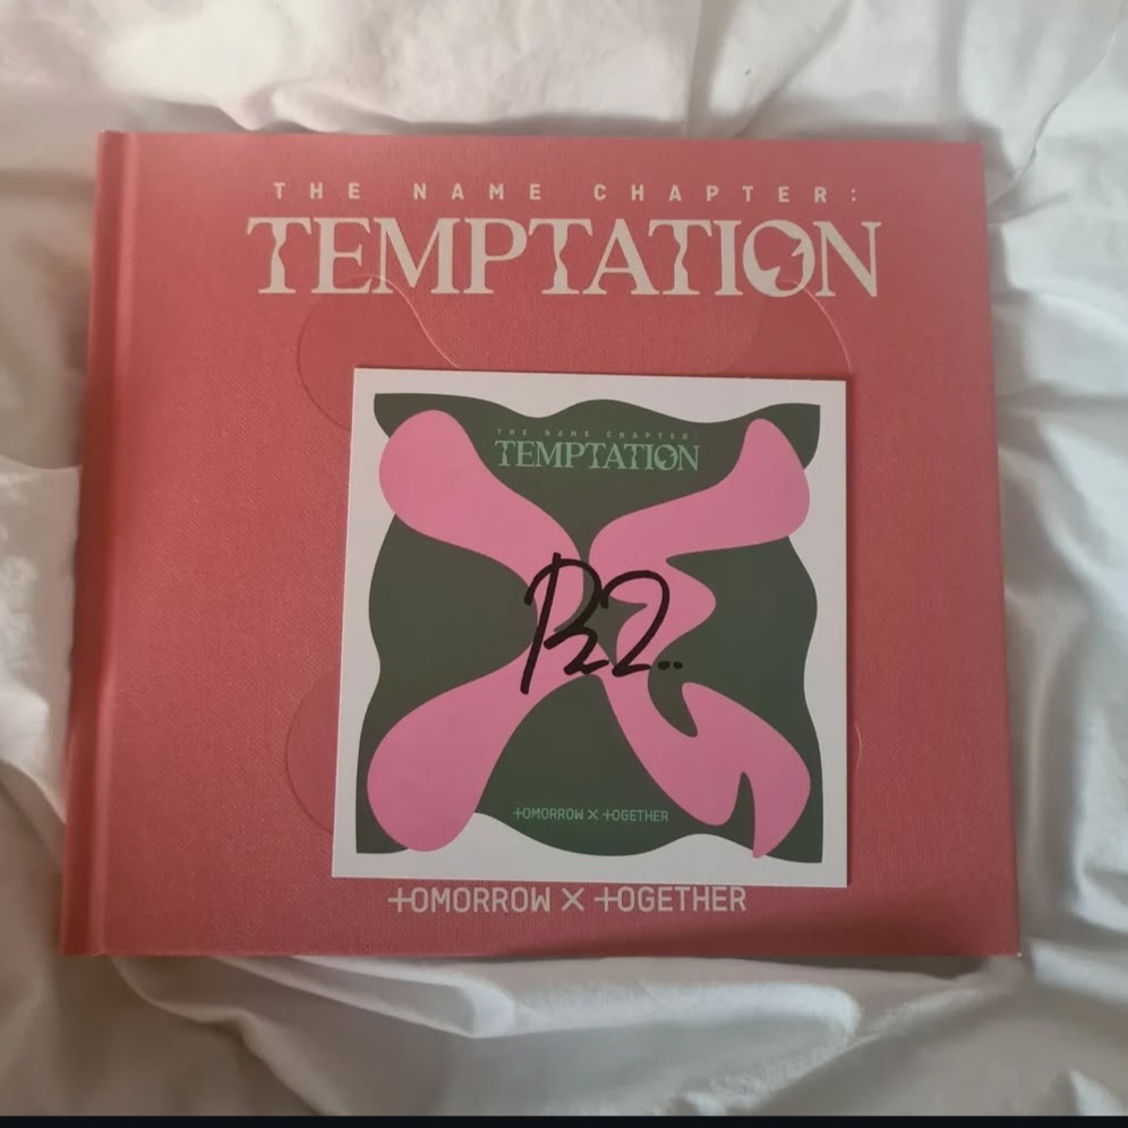 THE NAME CHAPTER:
TEMPTATION
THE NAME CHAPTER:
TEMPTATION
TOMORROW X TOGETHER
TOMORROW X TOGETHER